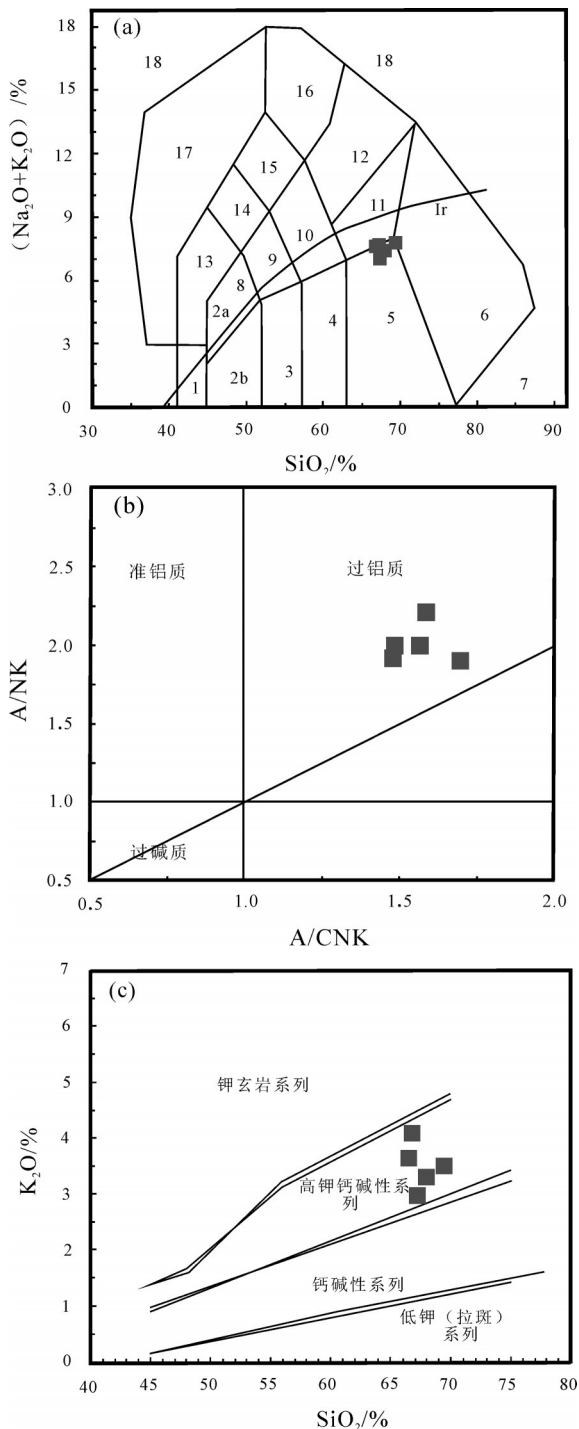 (a)
(Na₂O+K₂O) /%
18
15
12
9
6
3
0
18
18
16
17
15
12
14
11
Ir
10
13
9
8
2a
4
5
6
1
2b
3
7
30
40
50
60
70
80
90
SiO₂/%
(b)
A/NK
3.0
2.5
2.0
1.5
1.0
0.5
准铝质
过铝质
过碱质
0.5
1.0
1.5
2.0
A/CNK
(c)
K₂O/%
7
6
5
4
3
2
1
0
钾玄岩系列
高钾钙碱性系
列
钙碱性系列
低钾（拉斑）
系列
40
45
50
55
60
65
70
75
80
SiO₂/%